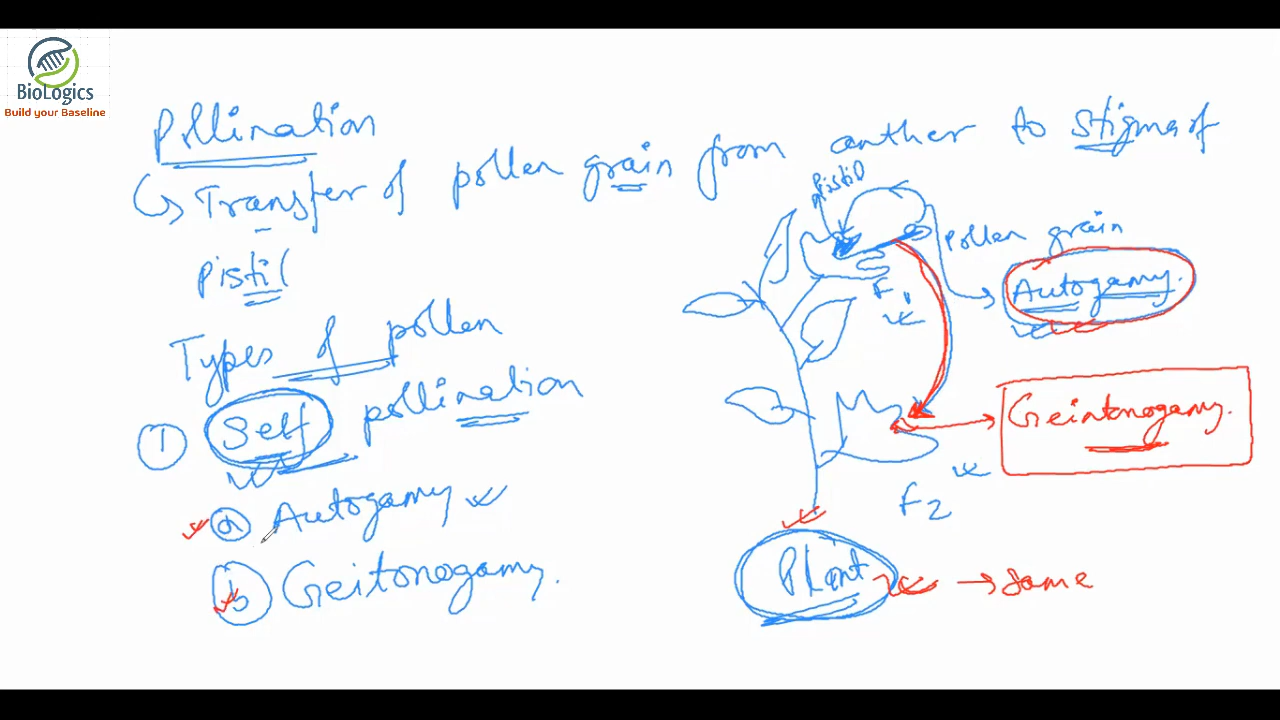 BioLogics
Build your Baseline
Pollination
Transfer of pollen grain from anther to stigma of
Pistil
Types of pollen
1 Self pollination
a Autogamy
b Geitonogamy.
Pistil
Pollen grain
Autogamy.
F1
Geintonogamy.
F2
Plant → Same